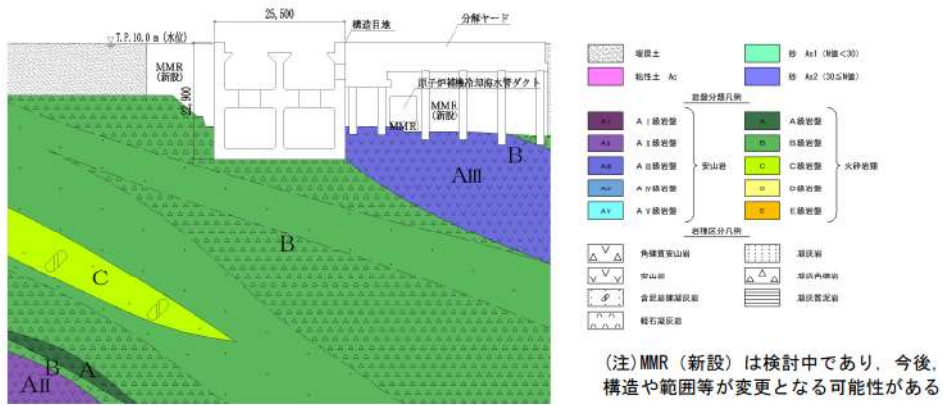 25,500
構造目地
分解ヤード
T.P.10.0m (水位)
MMR
(新設)
22,900
原子炉補機冷却海水管ダクト
MMR
(新設)
MMR
B
AIII
B
C
B
A
AII
埋戻土
砂 As1 (N値<30)
粘性土 Ac
砂 As2 (30≦N値)
岩盤分類凡例
AI AⅠ級岩盤
A A級岩盤
AII AⅡ級岩盤
B B級岩盤
AIII AⅢ級岩盤
安山岩
C C級岩盤
火砕岩類
AIV AⅣ級岩盤
D D級岩盤
AV AⅤ級岩盤
E E級岩盤
岩種区分凡例
角礫質安山岩
凝灰岩
安山岩
凝灰角礫岩
含泥岩礫凝灰岩
凝灰質泥岩
軽石凝灰岩
(注)MMR(新設)は検討中であり,今後,
構造や範囲等が変更となる可能性がある